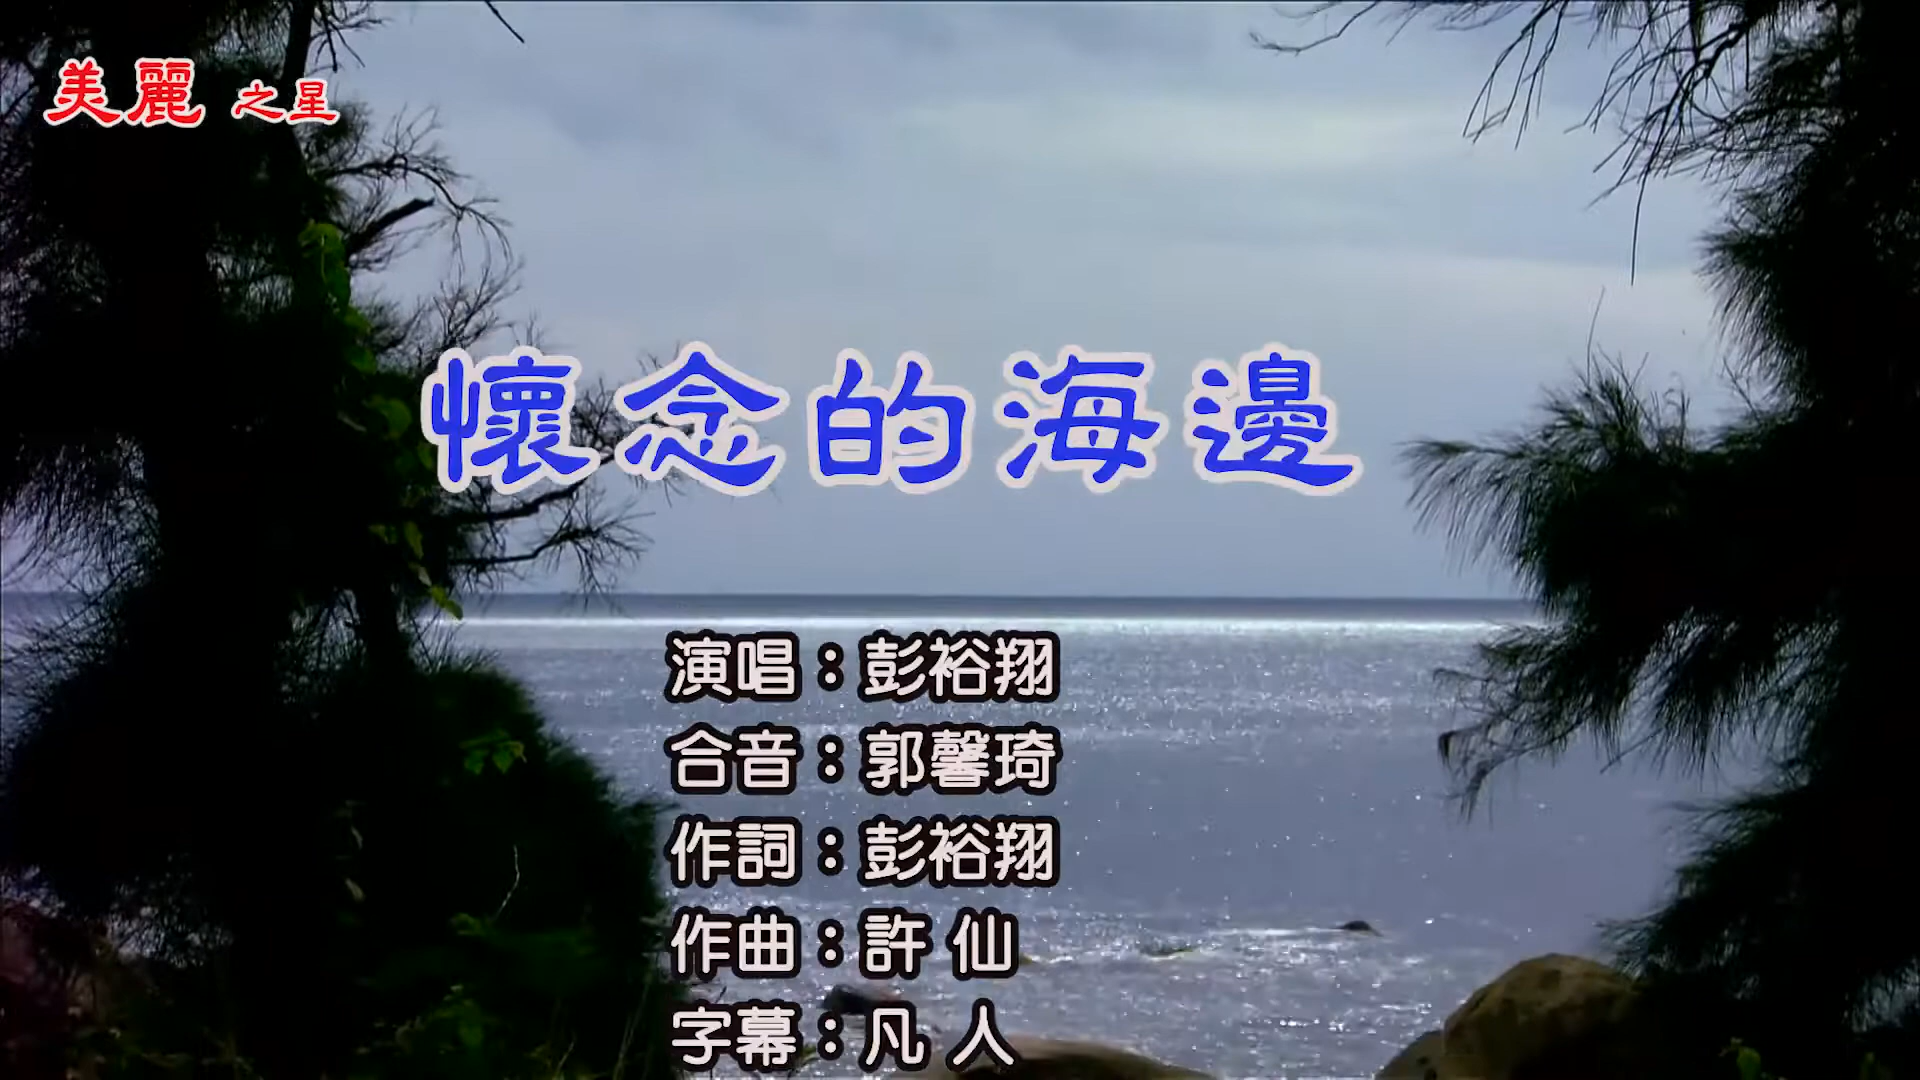 美麗 之星
懷念的海邊
演唱：彭裕翔
合音：郭馨琦
作詞：彭裕翔
作曲：許 仙
字幕：凡 人